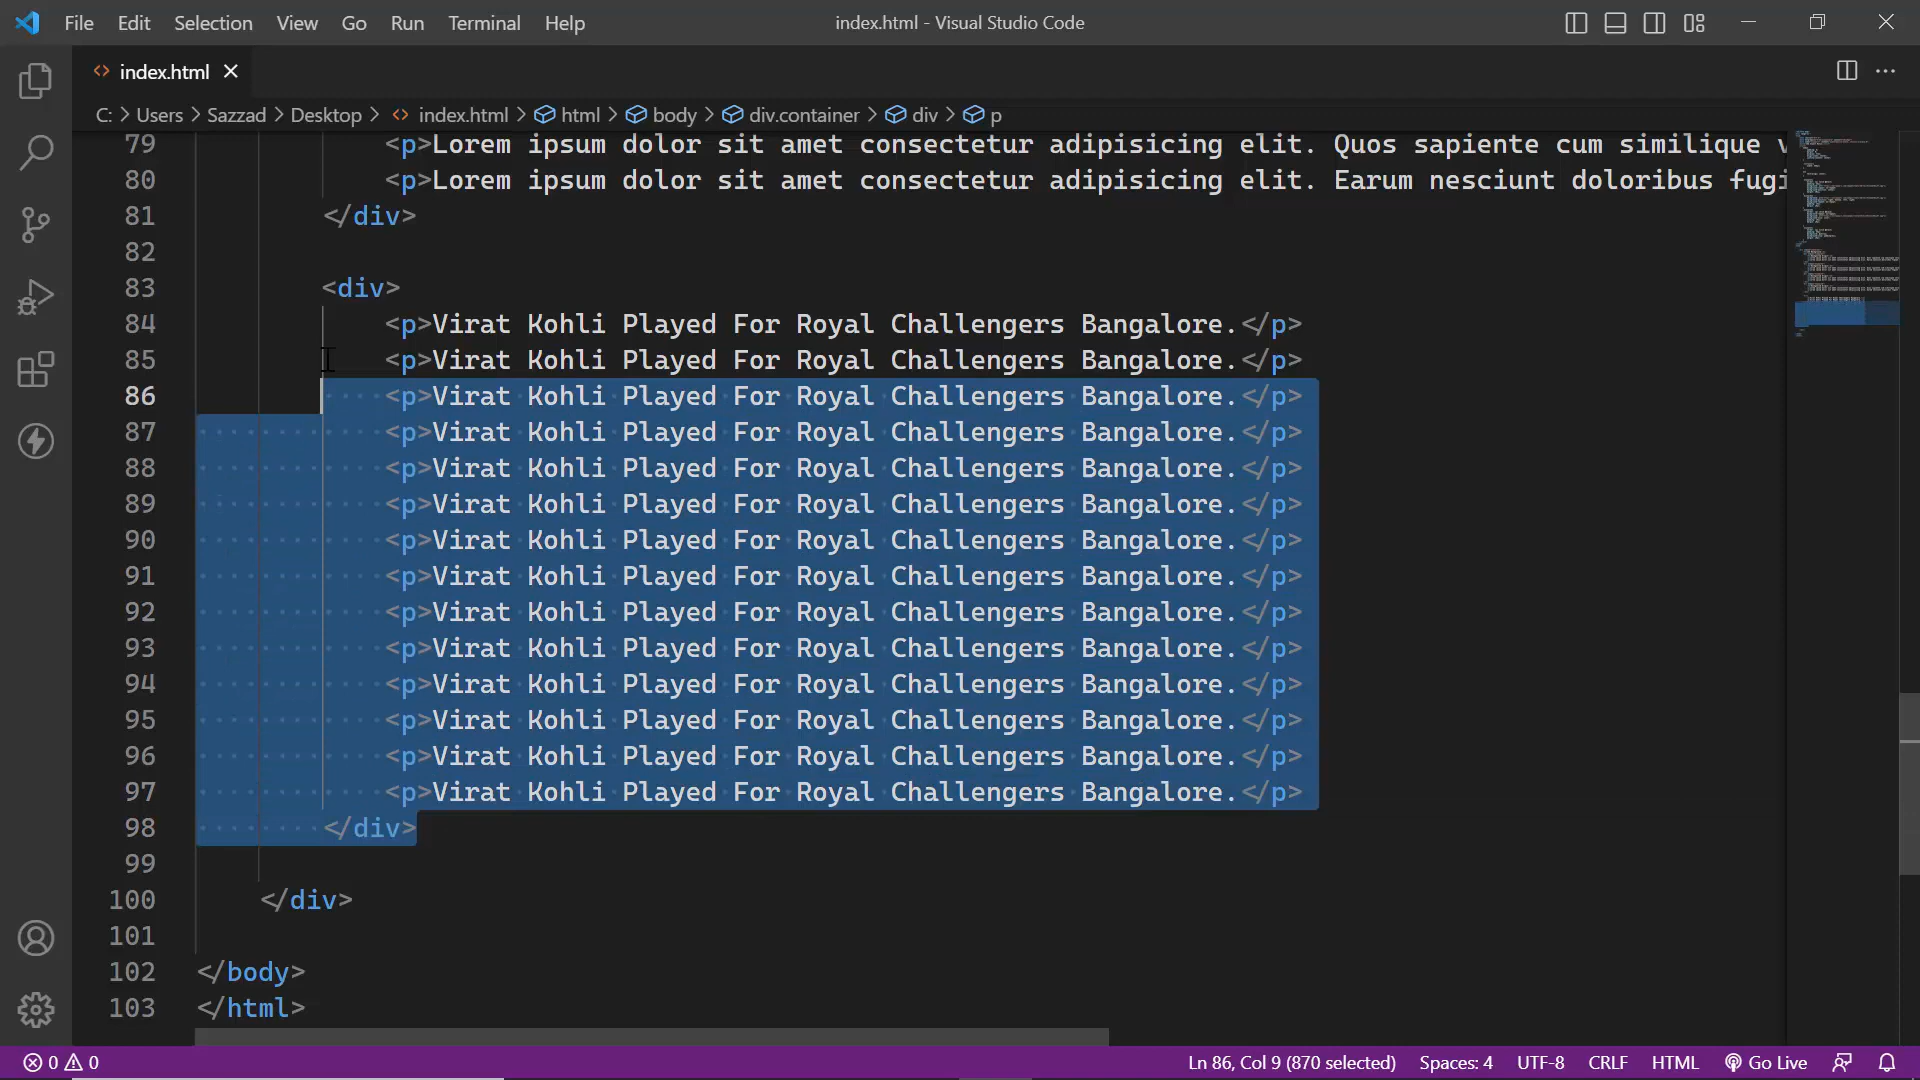 File Edit Selection View Go Run Terminal Help index.html - Visual Studio Code
index.html
C: > Users > Sazzad > Desktop > index.html > html > body > div.container > div > p
79 <p>Lorem ipsum dolor sit amet consectetur adipisicing elit. Quos sapiente cum similique v
80 <p>Lorem ipsum dolor sit amet consectetur adipisicing elit. Earum nesciunt doloribus fugi
81 </div>
82
83 <div>
84 <p>Virat Kohli Played For Royal Challengers Bangalore.</p>
85 <p>Virat Kohli Played For Royal Challengers Bangalore.</p>
86 <p>Virat Kohli Played For Royal Challengers Bangalore.</p>
87 <p>Virat Kohli Played For Royal Challengers Bangalore.</p>
88 <p>Virat Kohli Played For Royal Challengers Bangalore.</p>
89 <p>Virat Kohli Played For Royal Challengers Bangalore.</p>
90 <p>Virat Kohli Played For Royal Challengers Bangalore.</p>
91 <p>Virat Kohli Played For Royal Challengers Bangalore.</p>
92 <p>Virat Kohli Played For Royal Challengers Bangalore.</p>
93 <p>Virat Kohli Played For Royal Challengers Bangalore.</p>
94 <p>Virat Kohli Played For Royal Challengers Bangalore.</p>
95 <p>Virat Kohli Played For Royal Challengers Bangalore.</p>
96 <p>Virat Kohli Played For Royal Challengers Bangalore.</p>
97 <p>Virat Kohli Played For Royal Challengers Bangalore.</p>
98 </div>
99
100 </div>
101
102 </body>
103 </html>
0 0 Ln 86, Col 9 (870 selected) Spaces: 4 UTF-8 CRLF HTML Go Live